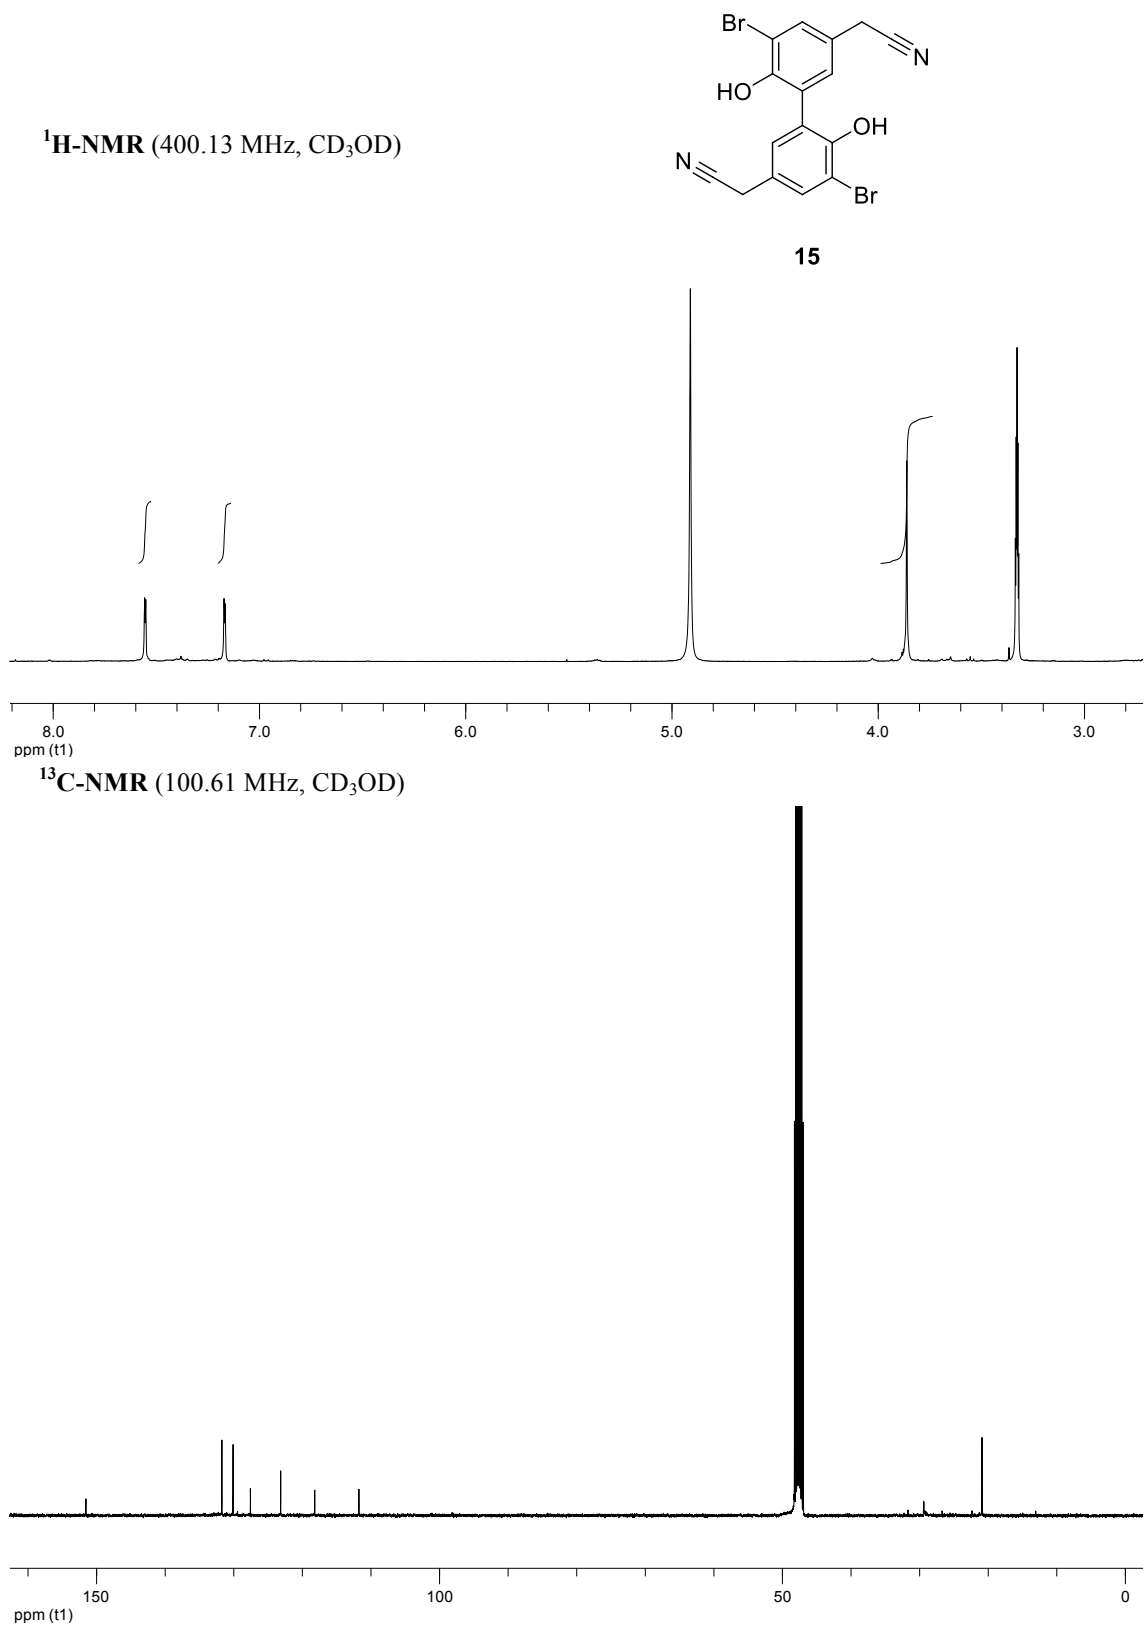 Br
N
HO
OH
¹H-NMR (400.13 MHz, CD₃OD)
N
Br
15
8.0 7.0 6.0 5.0 4.0 3.0
ppm (t1)
¹³C-NMR (100.61 MHz, CD₃OD)
150 100 50 0
ppm (t1)